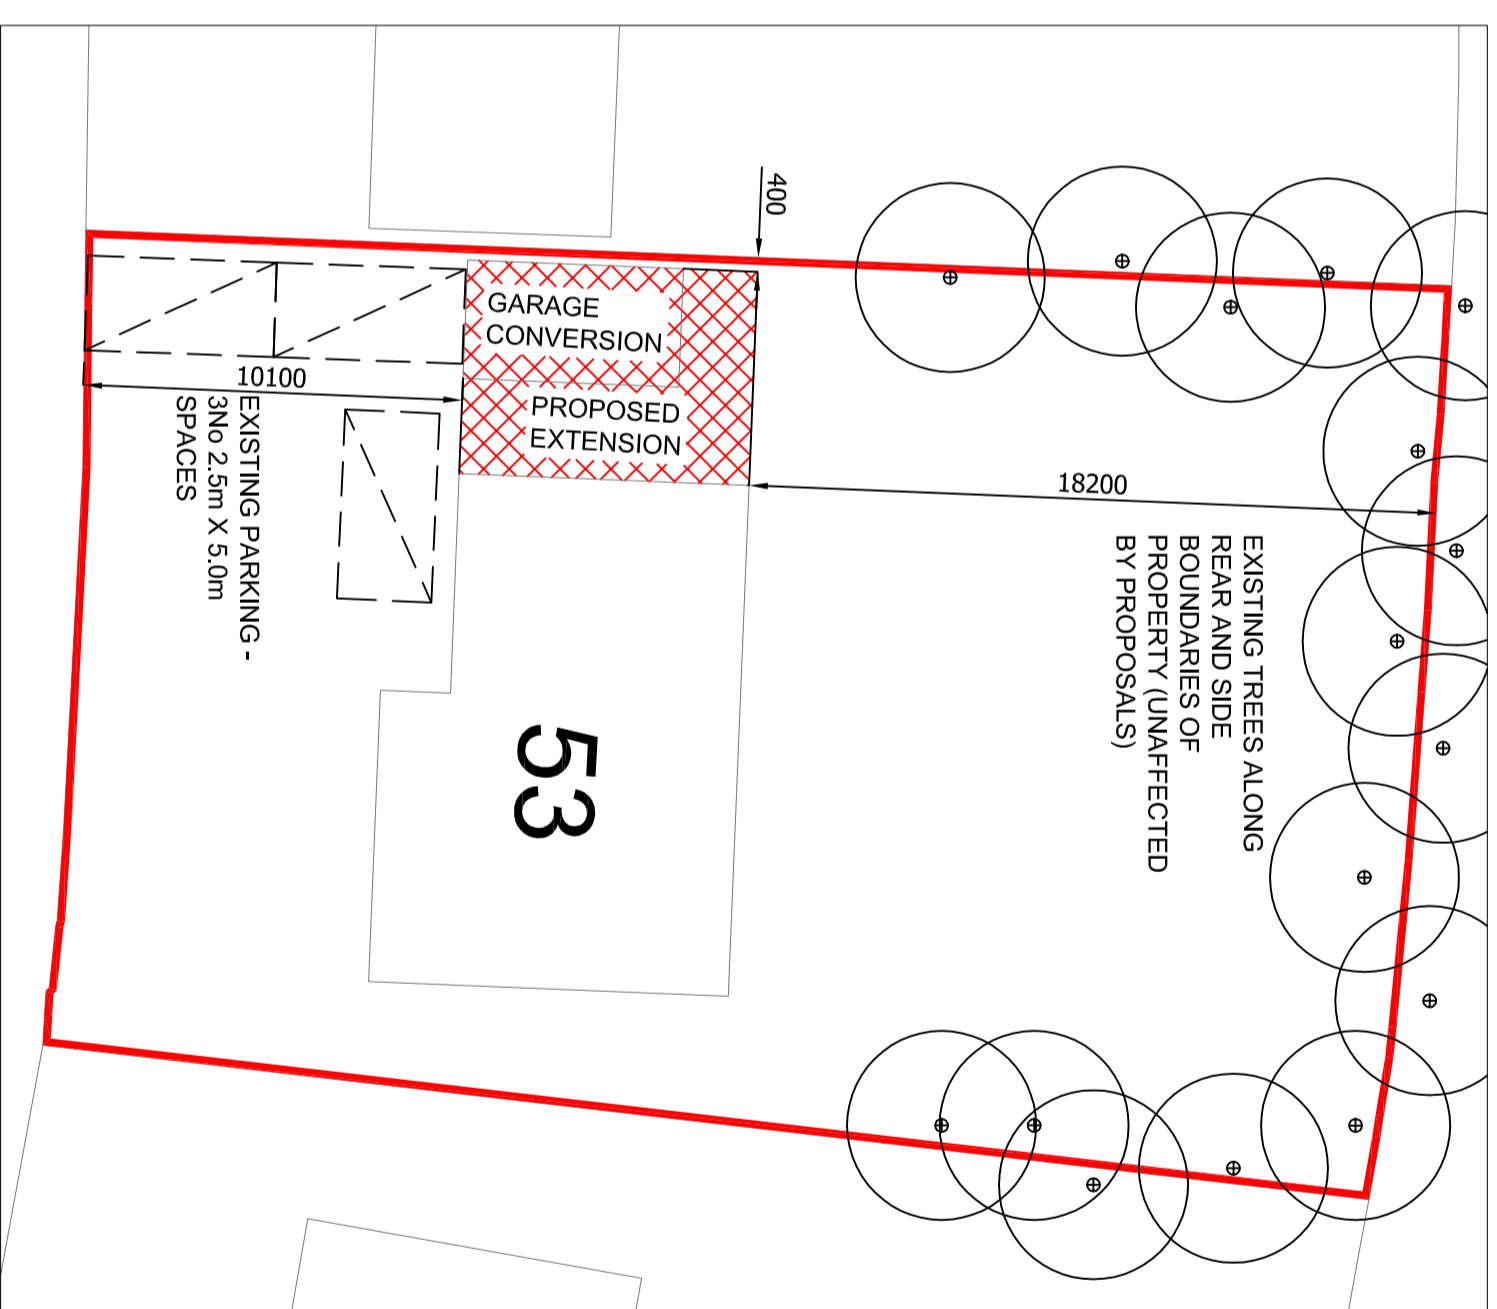 400
GARAGE
CONVERSION
10100
PROPOSED
EXTENSION
EXISTING PARKING -
3No 2.5m X 5.0m
SPACES
18200
EXISTING TREES ALONG
REAR AND SIDE
BOUNDARIES OF
PROPERTY (UNAFFECTED
BY PROPOSALS)
53